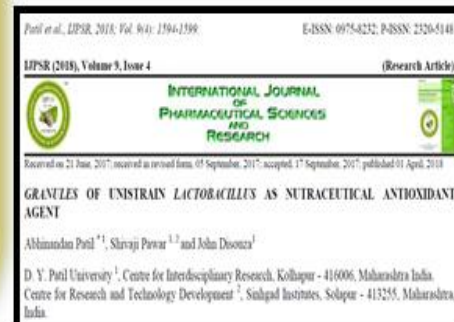 Patil et al., IJPSR, 2018; Vol. 9(4): 1594-1599. E-ISSN: 0975-8232; P-ISSN: 2320-5148
IJPSR (2018), Volume 9, Issue 4 (Research Article)
INTERNATIONAL JOURNAL
OF
PHARMACEUTICAL SCIENCES
AND
RESEARCH
Received on 21 June, 2017; received in revised form, 05 September, 2017; accepted, 17 September, 2017; published 01 April, 2018
GRANULES OF UNISTRAIN LACTOBACILLUS AS NUTRACEUTICAL ANTIOXIDANT
AGENT
Abhinandan Patil *1, Shivaji Pawar 1, 2 and John Disouza 1
D. Y. Patil University 1, Centre for Interdisciplinary Research, Kolhapur - 416006, Maharashtra India.
Centre for Research and Technology Development 2, Sinhgad Institutes, Solapur - 413255, Maharashtra,
India.